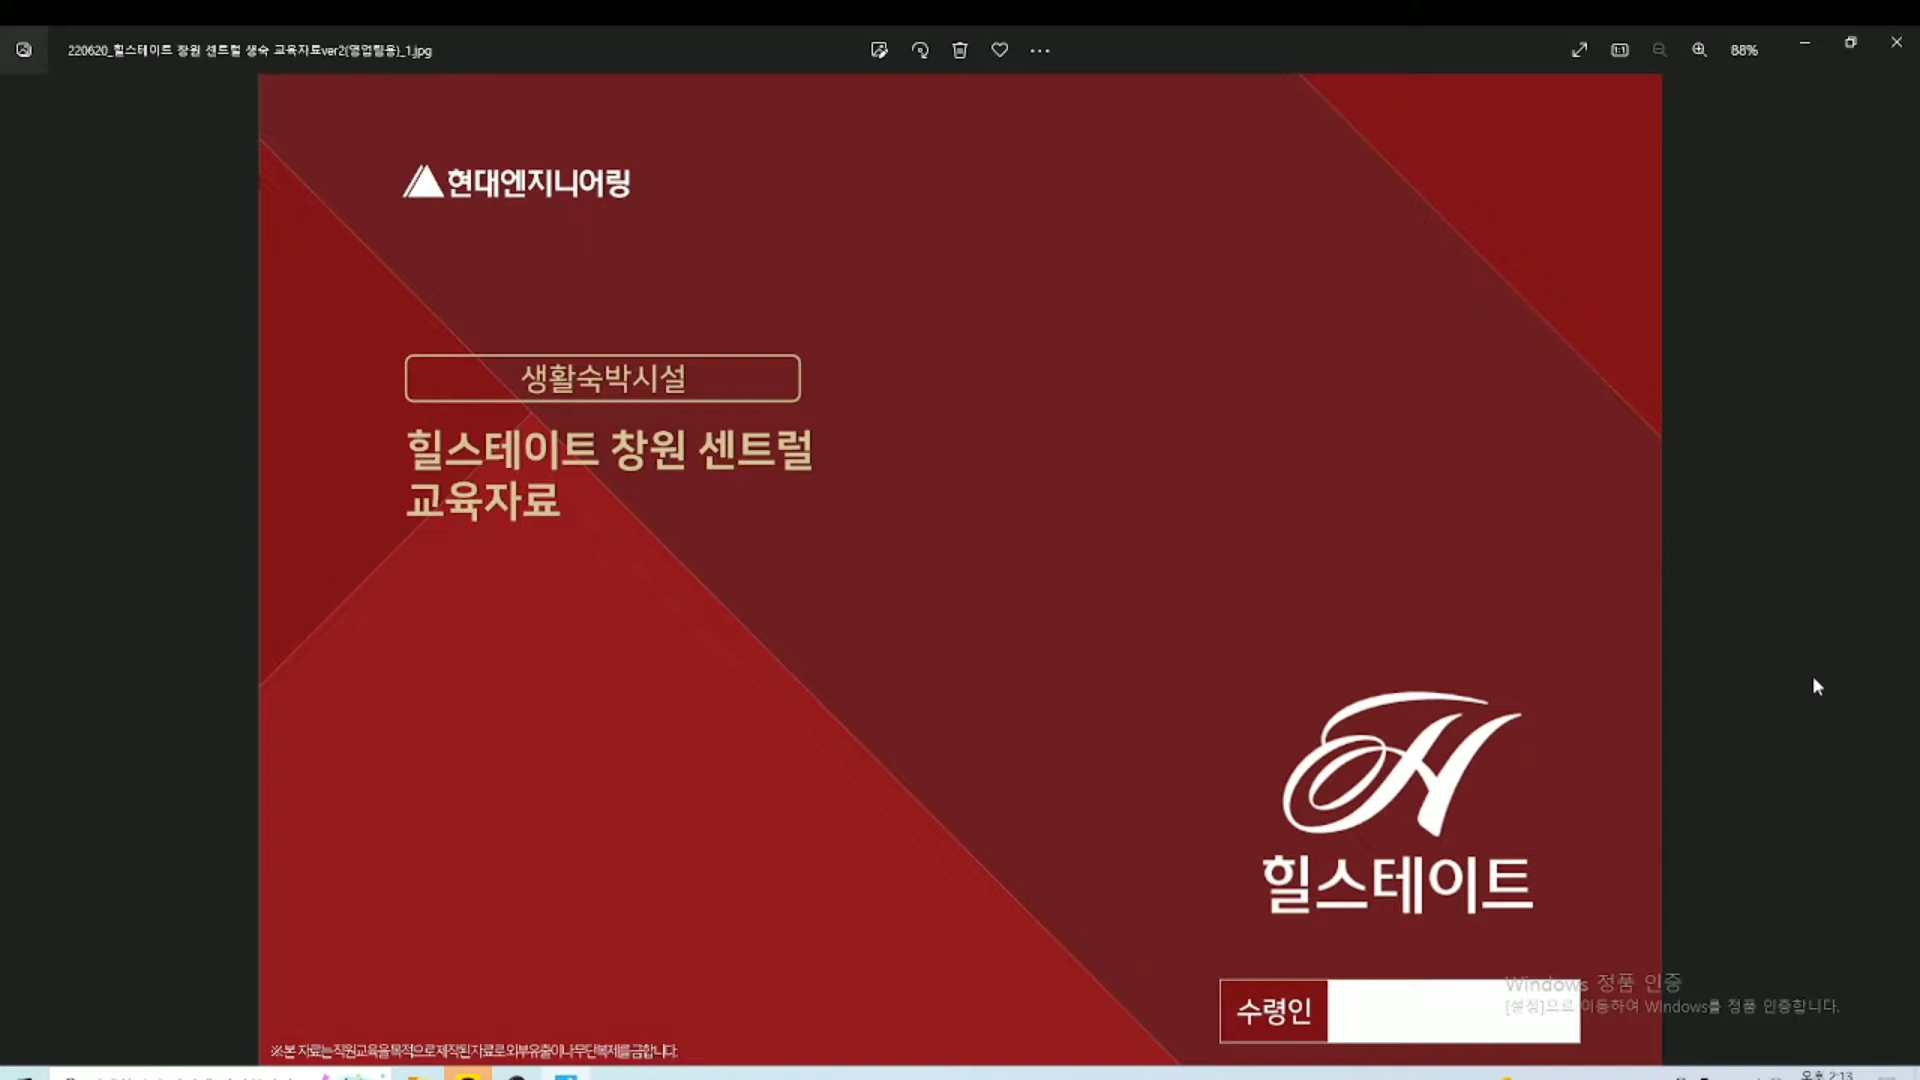 220620_힐스테이트 창원 센트럴 생숙 교육자료ver2(영업팀용)_1.jpg
88%
현대엔지니어링
생활숙박시설
힐스테이트 창원 센트럴
교육자료
힐스테이트
수령인
Windows 정품 인증
[설정]으로 이동하여 Windows를 정품 인증합니다.
※본 자료는 직원교육을 목적으로 제작된 자료로 외부유출이나 무단복제를 금합니다.
오후 2:13